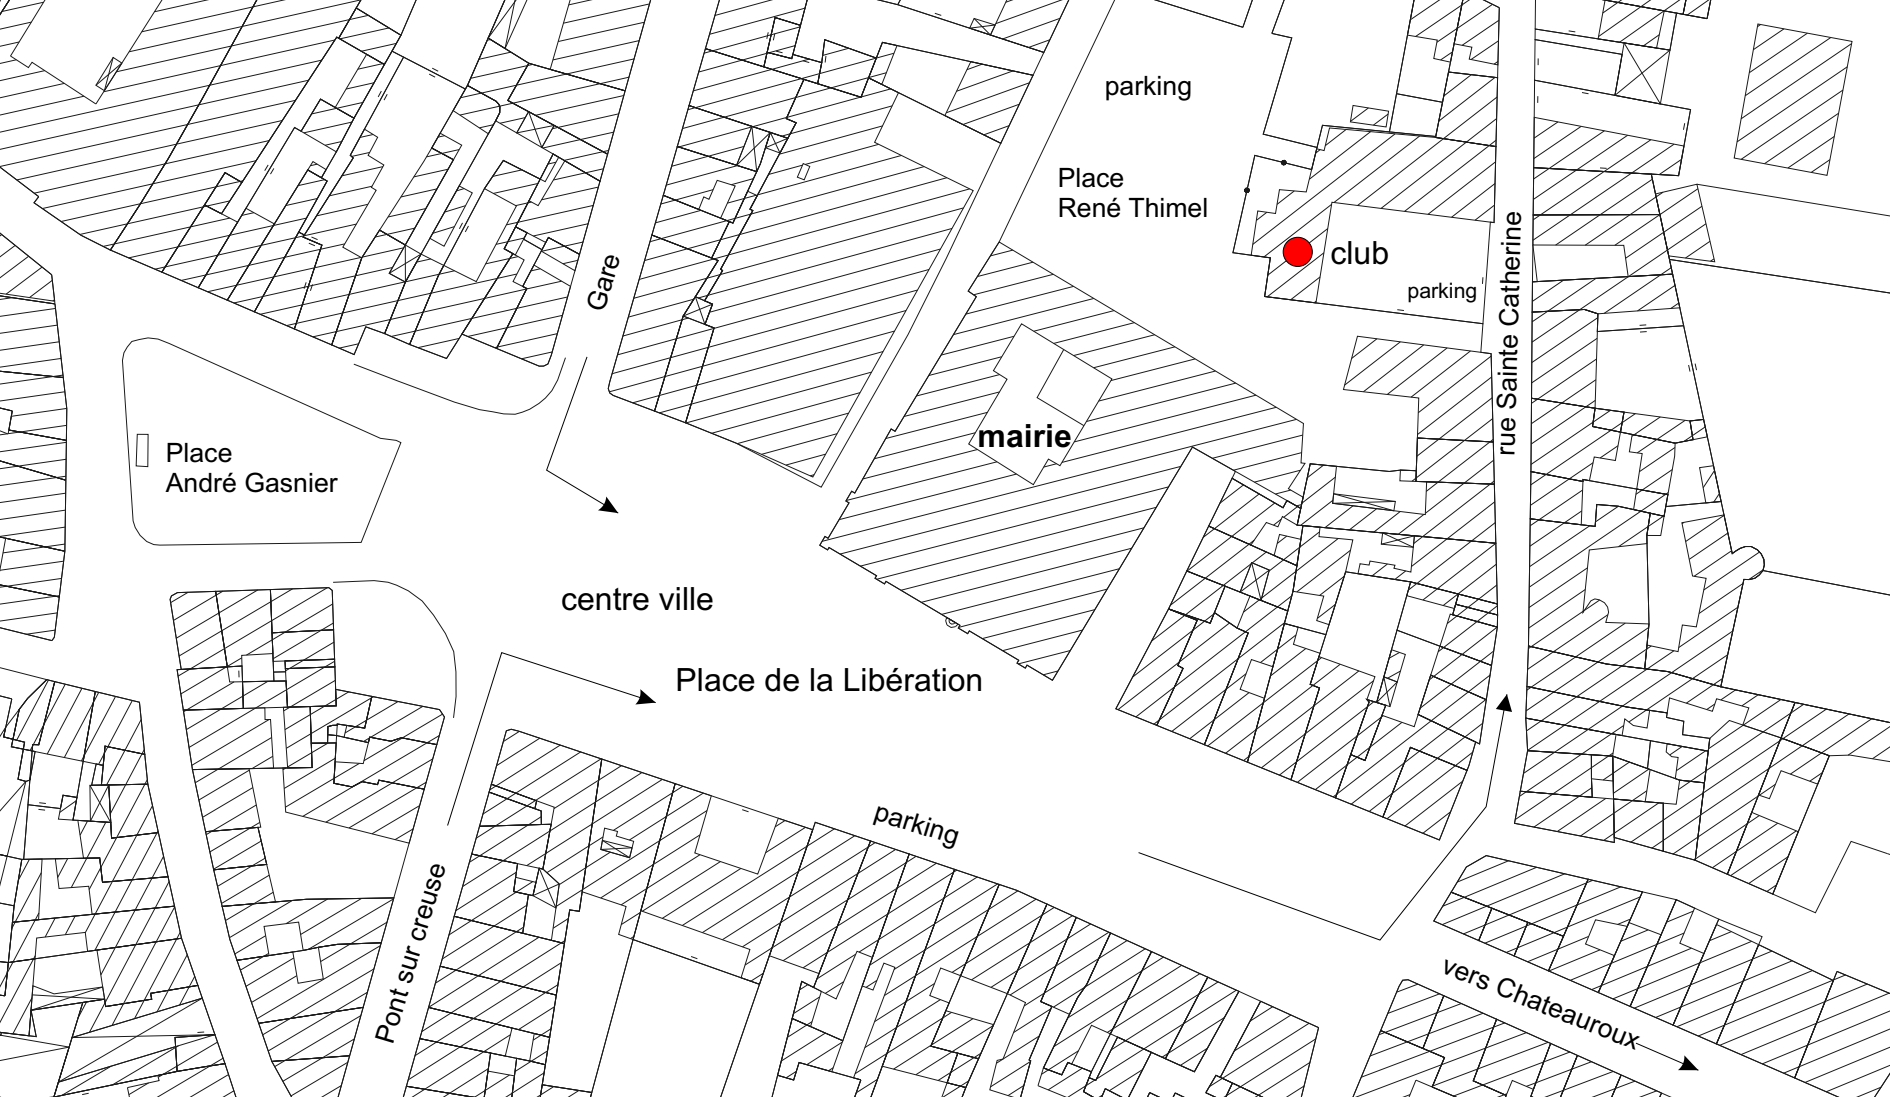 parking
Place
René Thimel
club
parking
rue Sainte Catherine
Gare
mairie
Place
André Gasnier
centre ville
Place de la Libération
parking
Pont sur creuse
vers Chateauroux